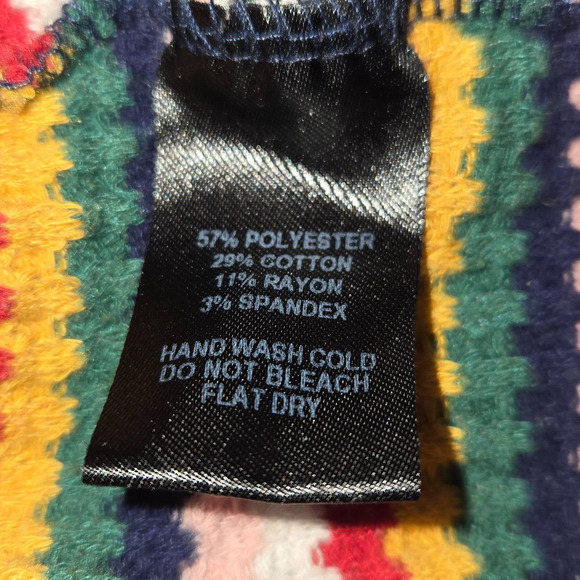 57% POLYESTER
29% COTTON
11% RAYON
3% SPANDEX
HAND WASH COLD
DO NOT BLEACH
FLAT DRY